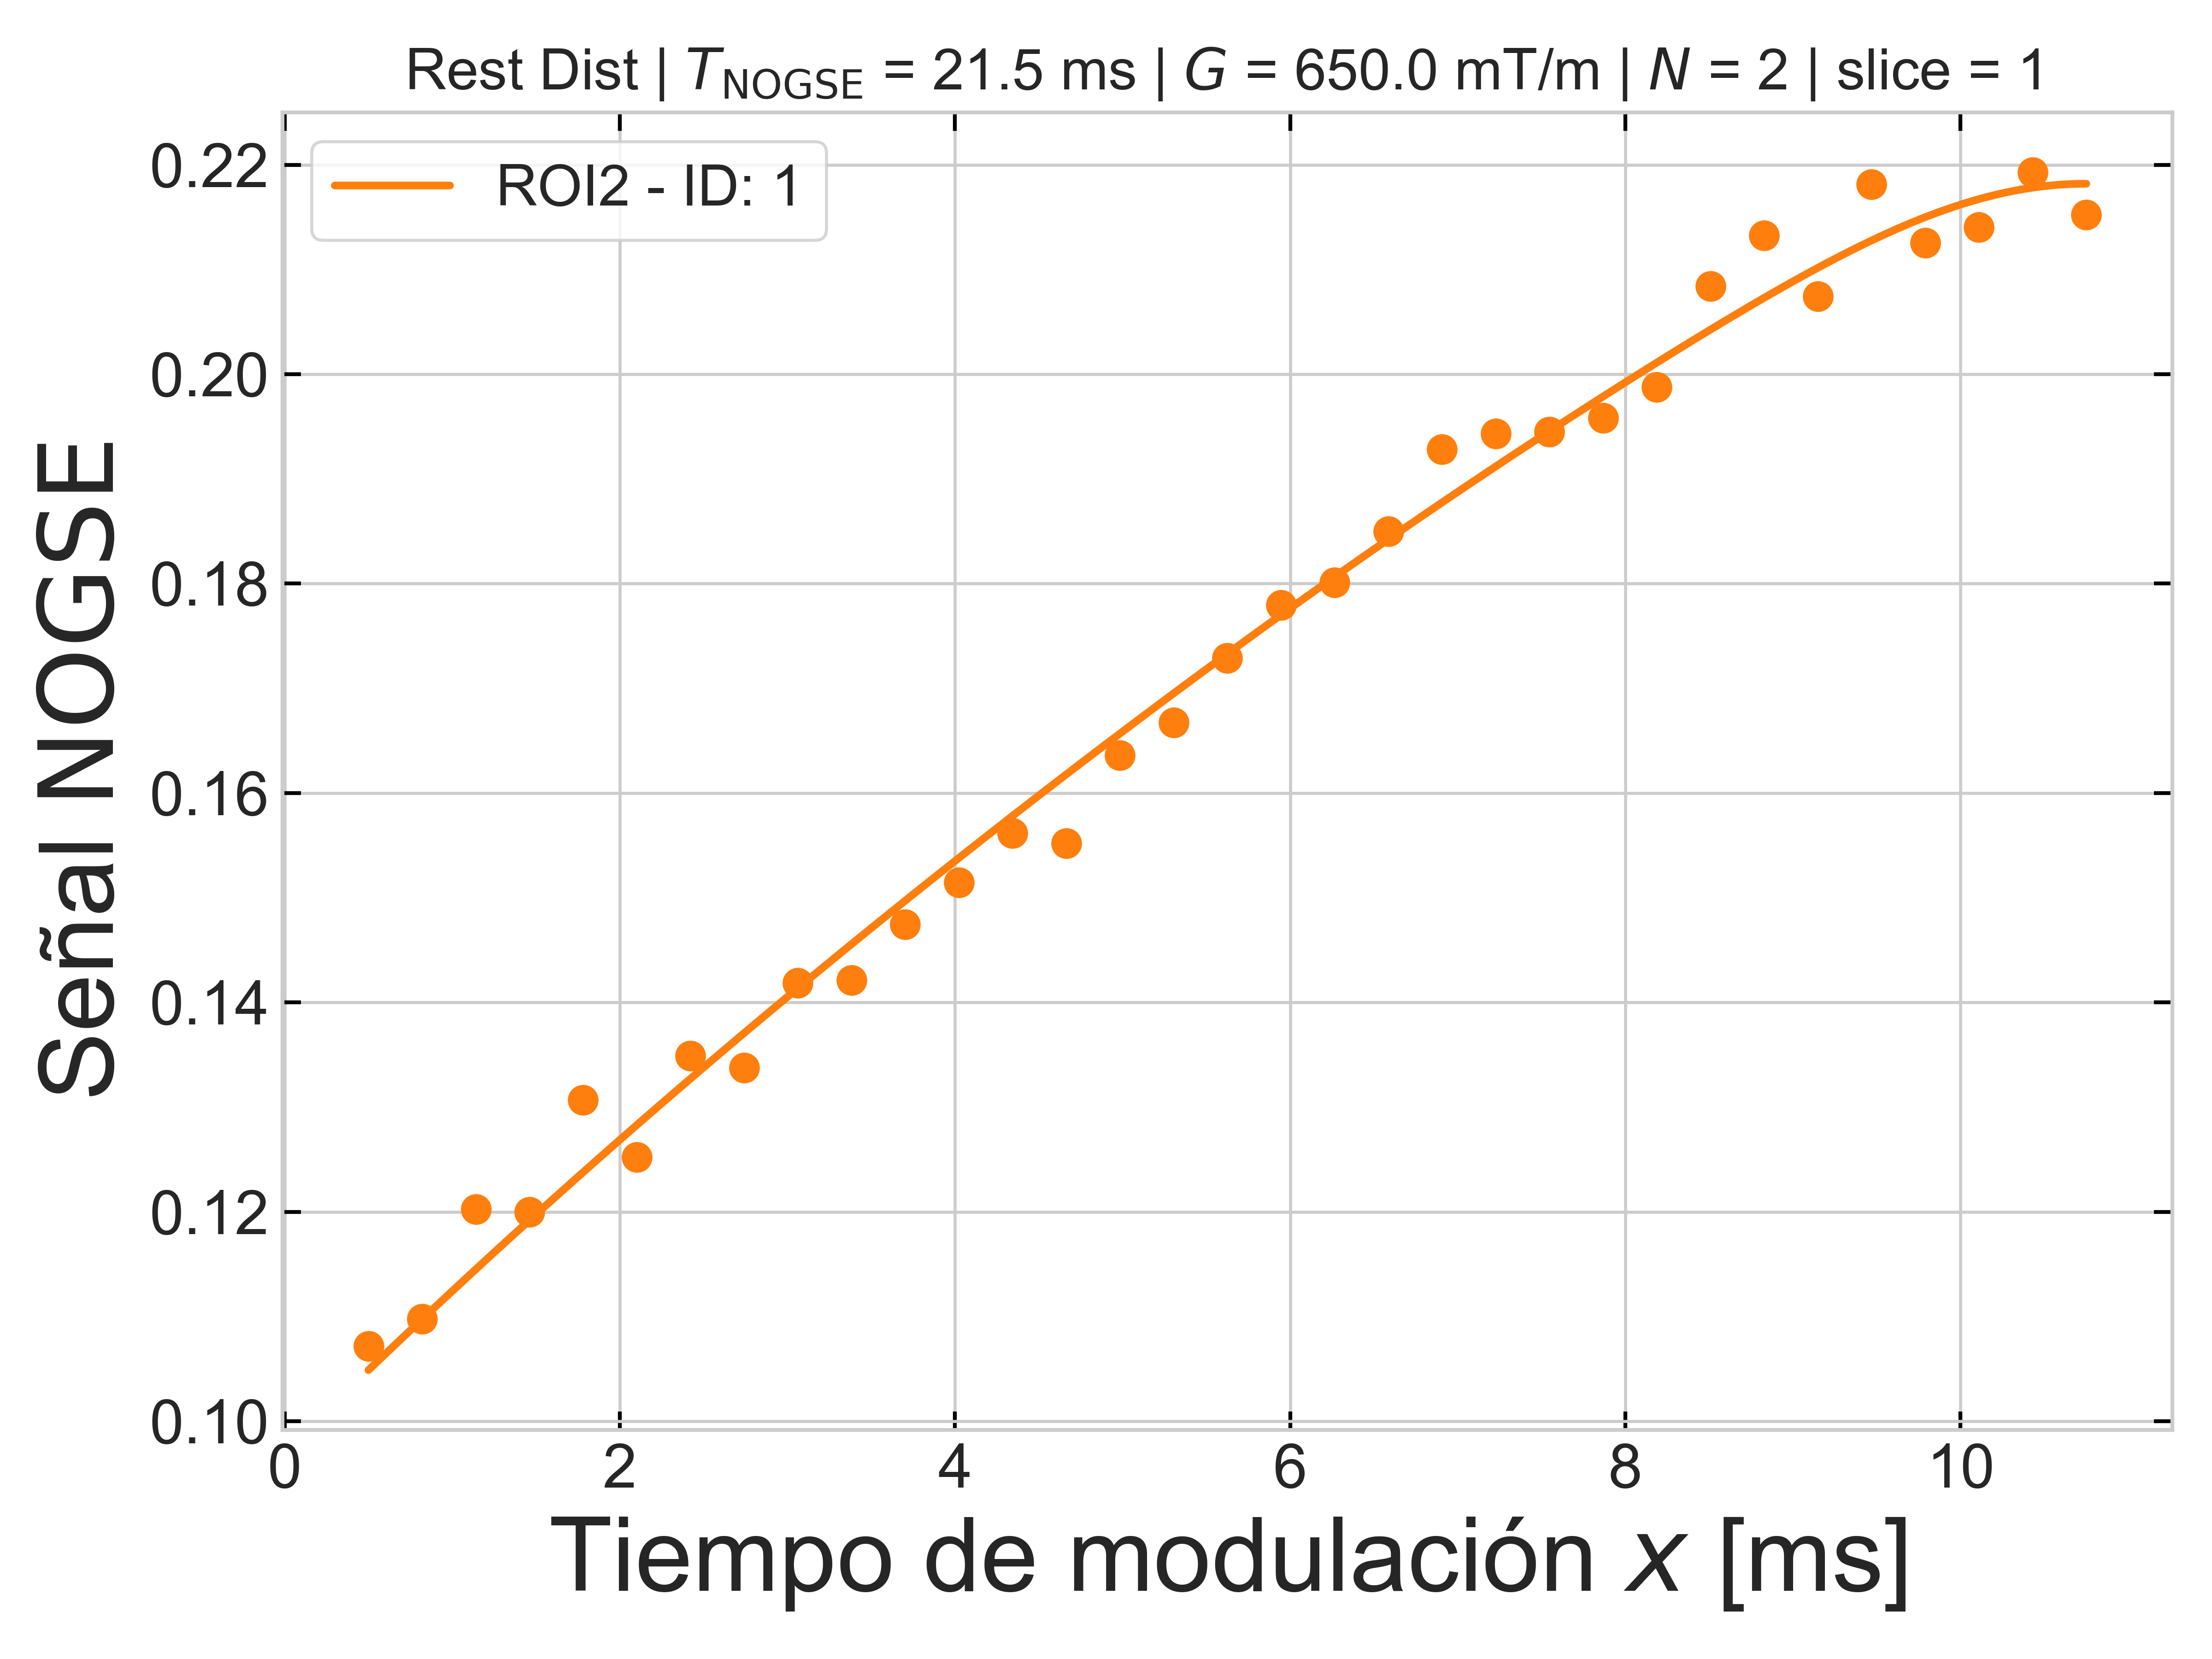 Rest Dist | T_NOGSE = 21.5 ms | G = 650.0 mT/m | N = 2 | slice = 1
ROI2 - ID: 1
Señal NOGSE
0.22
0.20
0.18
0.16
0.14
0.12
0.10
0 2 4 6 8 10
Tiempo de modulación x [ms]